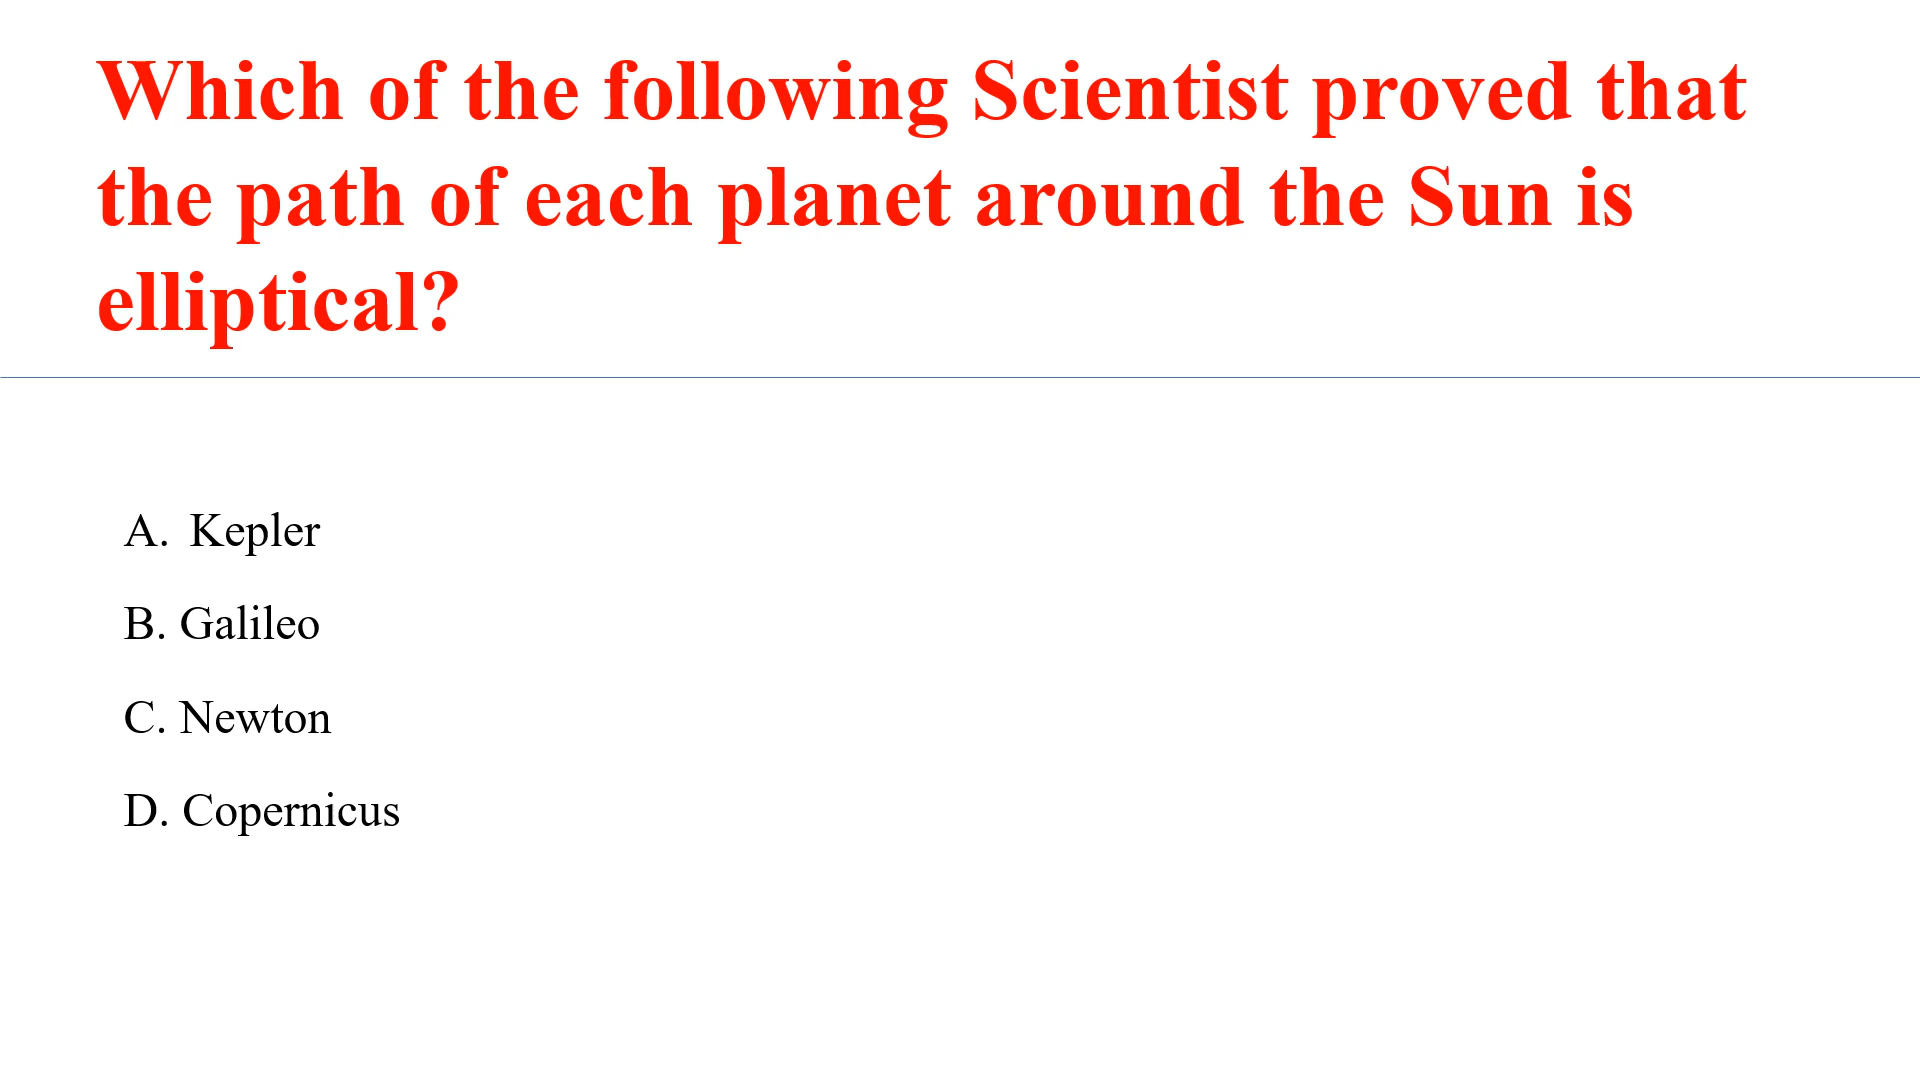 Which of the following Scientist proved that
the path of each planet around the Sun is
elliptical?
A. Kepler
B. Galileo
C. Newton
D. Copernicus